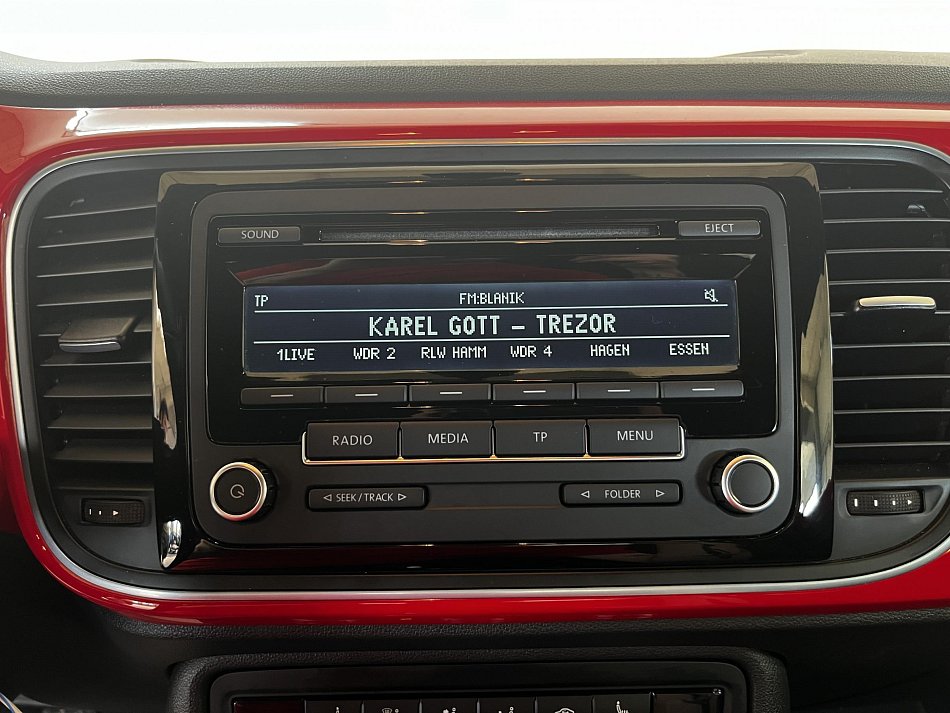 SOUND EJECT
TP FM:BLANIK
KAREL GOTT – TREZOR
1LIVE WDR 2 RLW HAMM WDR 4 HAGEN ESSEN
RADIO MEDIA TP MENU
SEEK / TRACK FOLDER